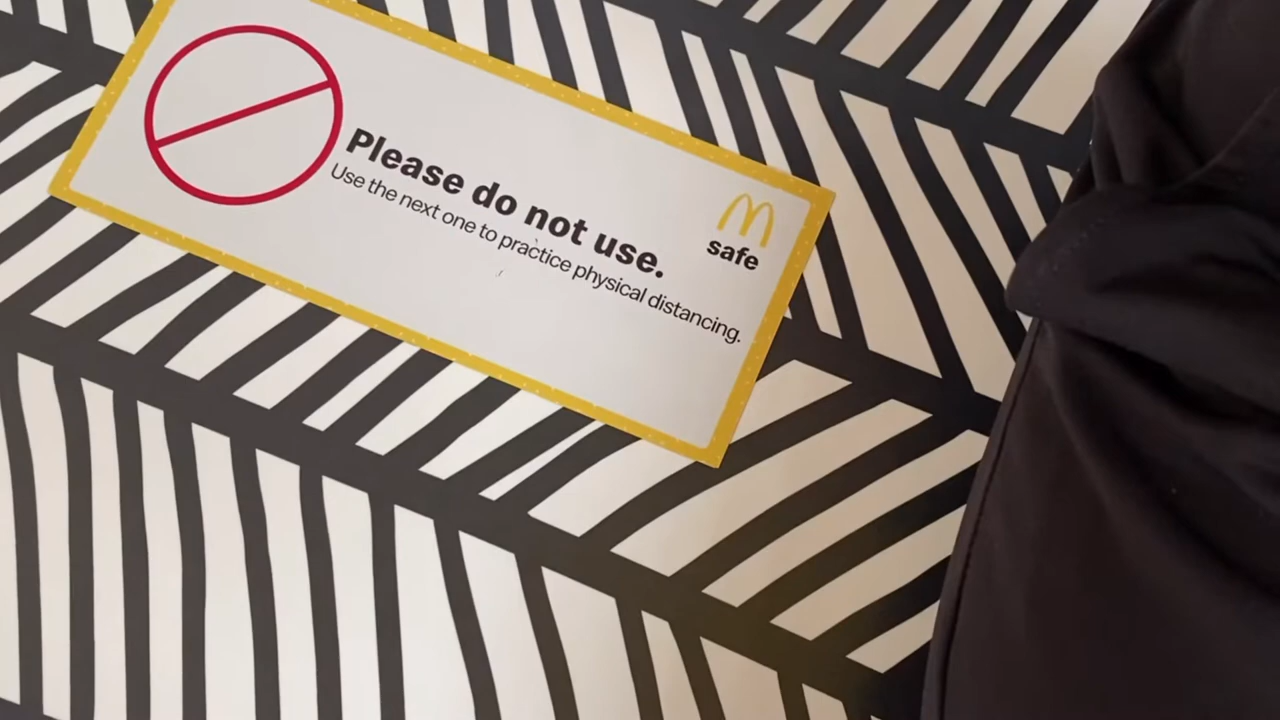 Please do not use.
Use the next one to practice physical distancing.
safe